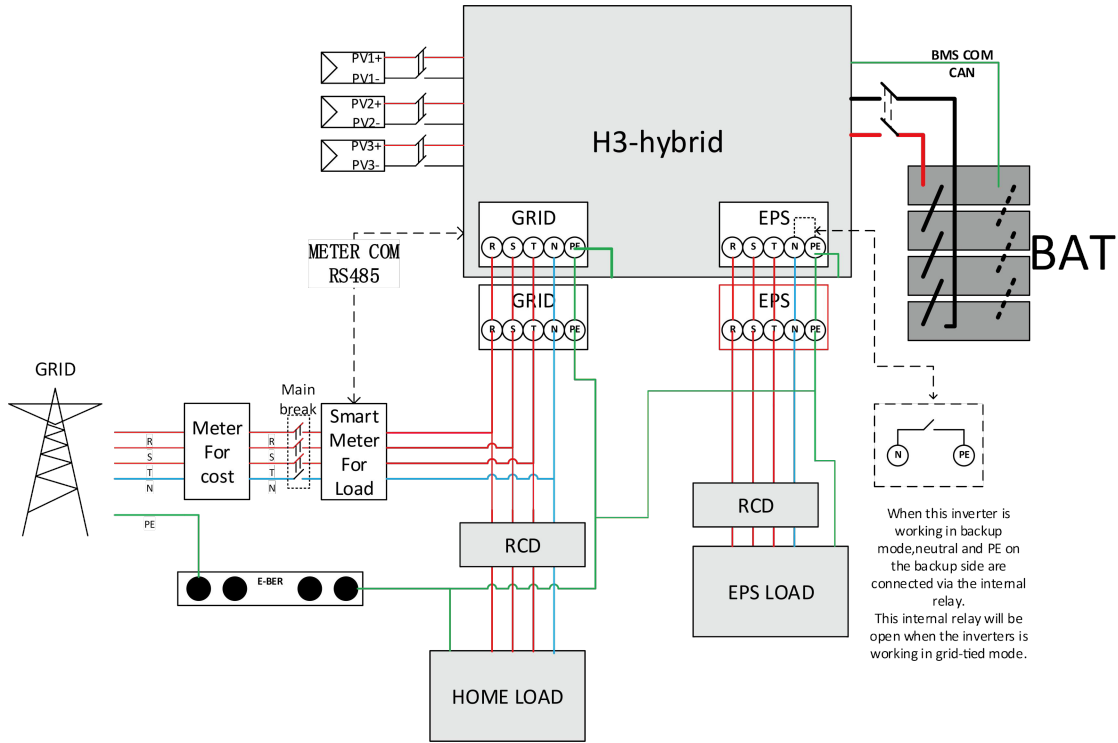 PV1+
PV1-
PV2+
PV2-
PV3+
PV3-
H3-hybrid
BMS COM
CAN
BAT
GRID
R S T N PE
EPS
R S T N PE
METER COM
RS485
GRID
R S T N PE
EPS
R S T N PE
GRID
Main
break
Meter
For
cost
Smart
Meter
For
Load
R
S
T
N
R
S
T
N
PE
E-BER
RCD
RCD
HOME LOAD
EPS LOAD
N
PE
When this inverter is
working in backup
mode,neutral and PE on
the backup side are
connected via the internal
relay.
This internal relay will be
open when the inverters is
working in grid-tied mode.